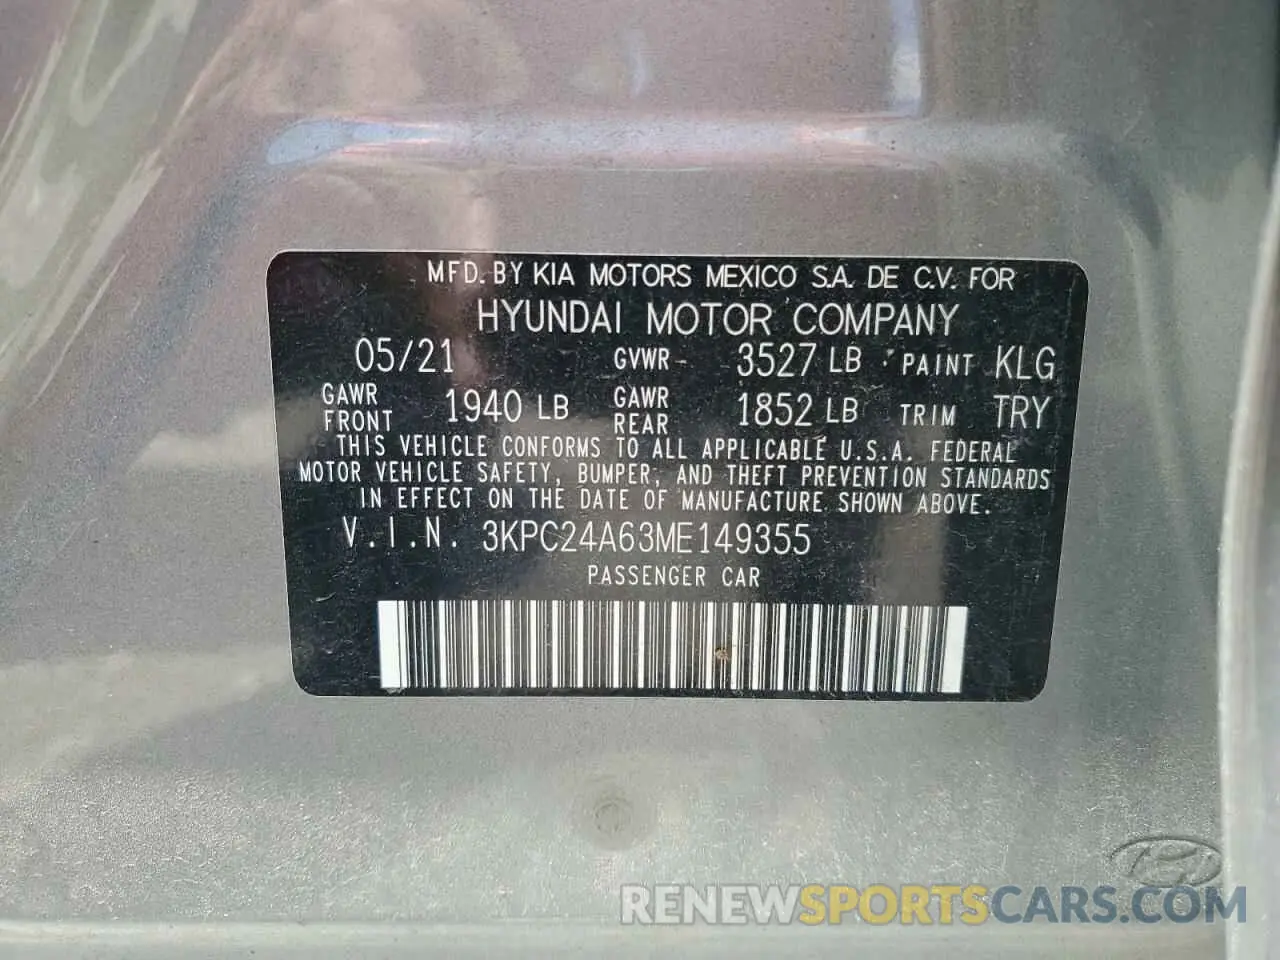 MFD. BY KIA MOTORS MEXICO S.A. DE C.V. FOR
HYUNDAI MOTOR COMPANY
05/21 GVWR - 3527 LB PAINT KLG
GAWR FRONT 1940 LB GAWR REAR 1852 LB TRIM TRY
THIS VEHICLE CONFORMS TO ALL APPLICABLE U.S.A. FEDERAL
MOTOR VEHICLE SAFETY, BUMPER, AND THEFT PREVENTION STANDARDS
IN EFFECT ON THE DATE OF MANUFACTURE SHOWN ABOVE.
V.I.N. 3KPC24A63ME149355
PASSENGER CAR
RENEWSPORTSCARS.COM